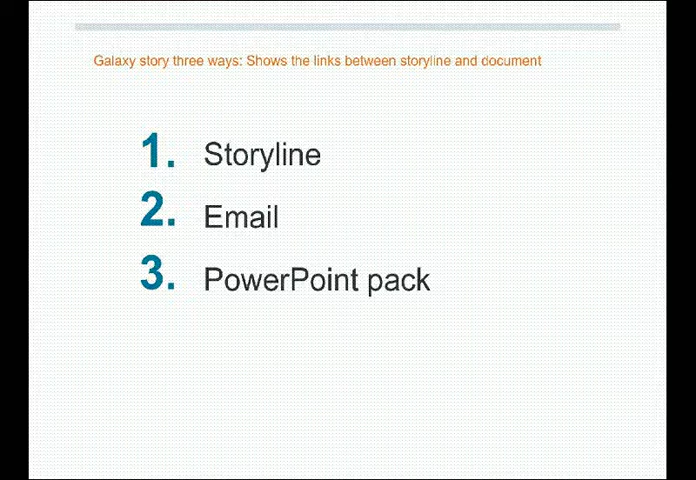 Galaxy story three ways: Shows the links between storyline and document
1. Storyline
2. Email
3. PowerPoint pack